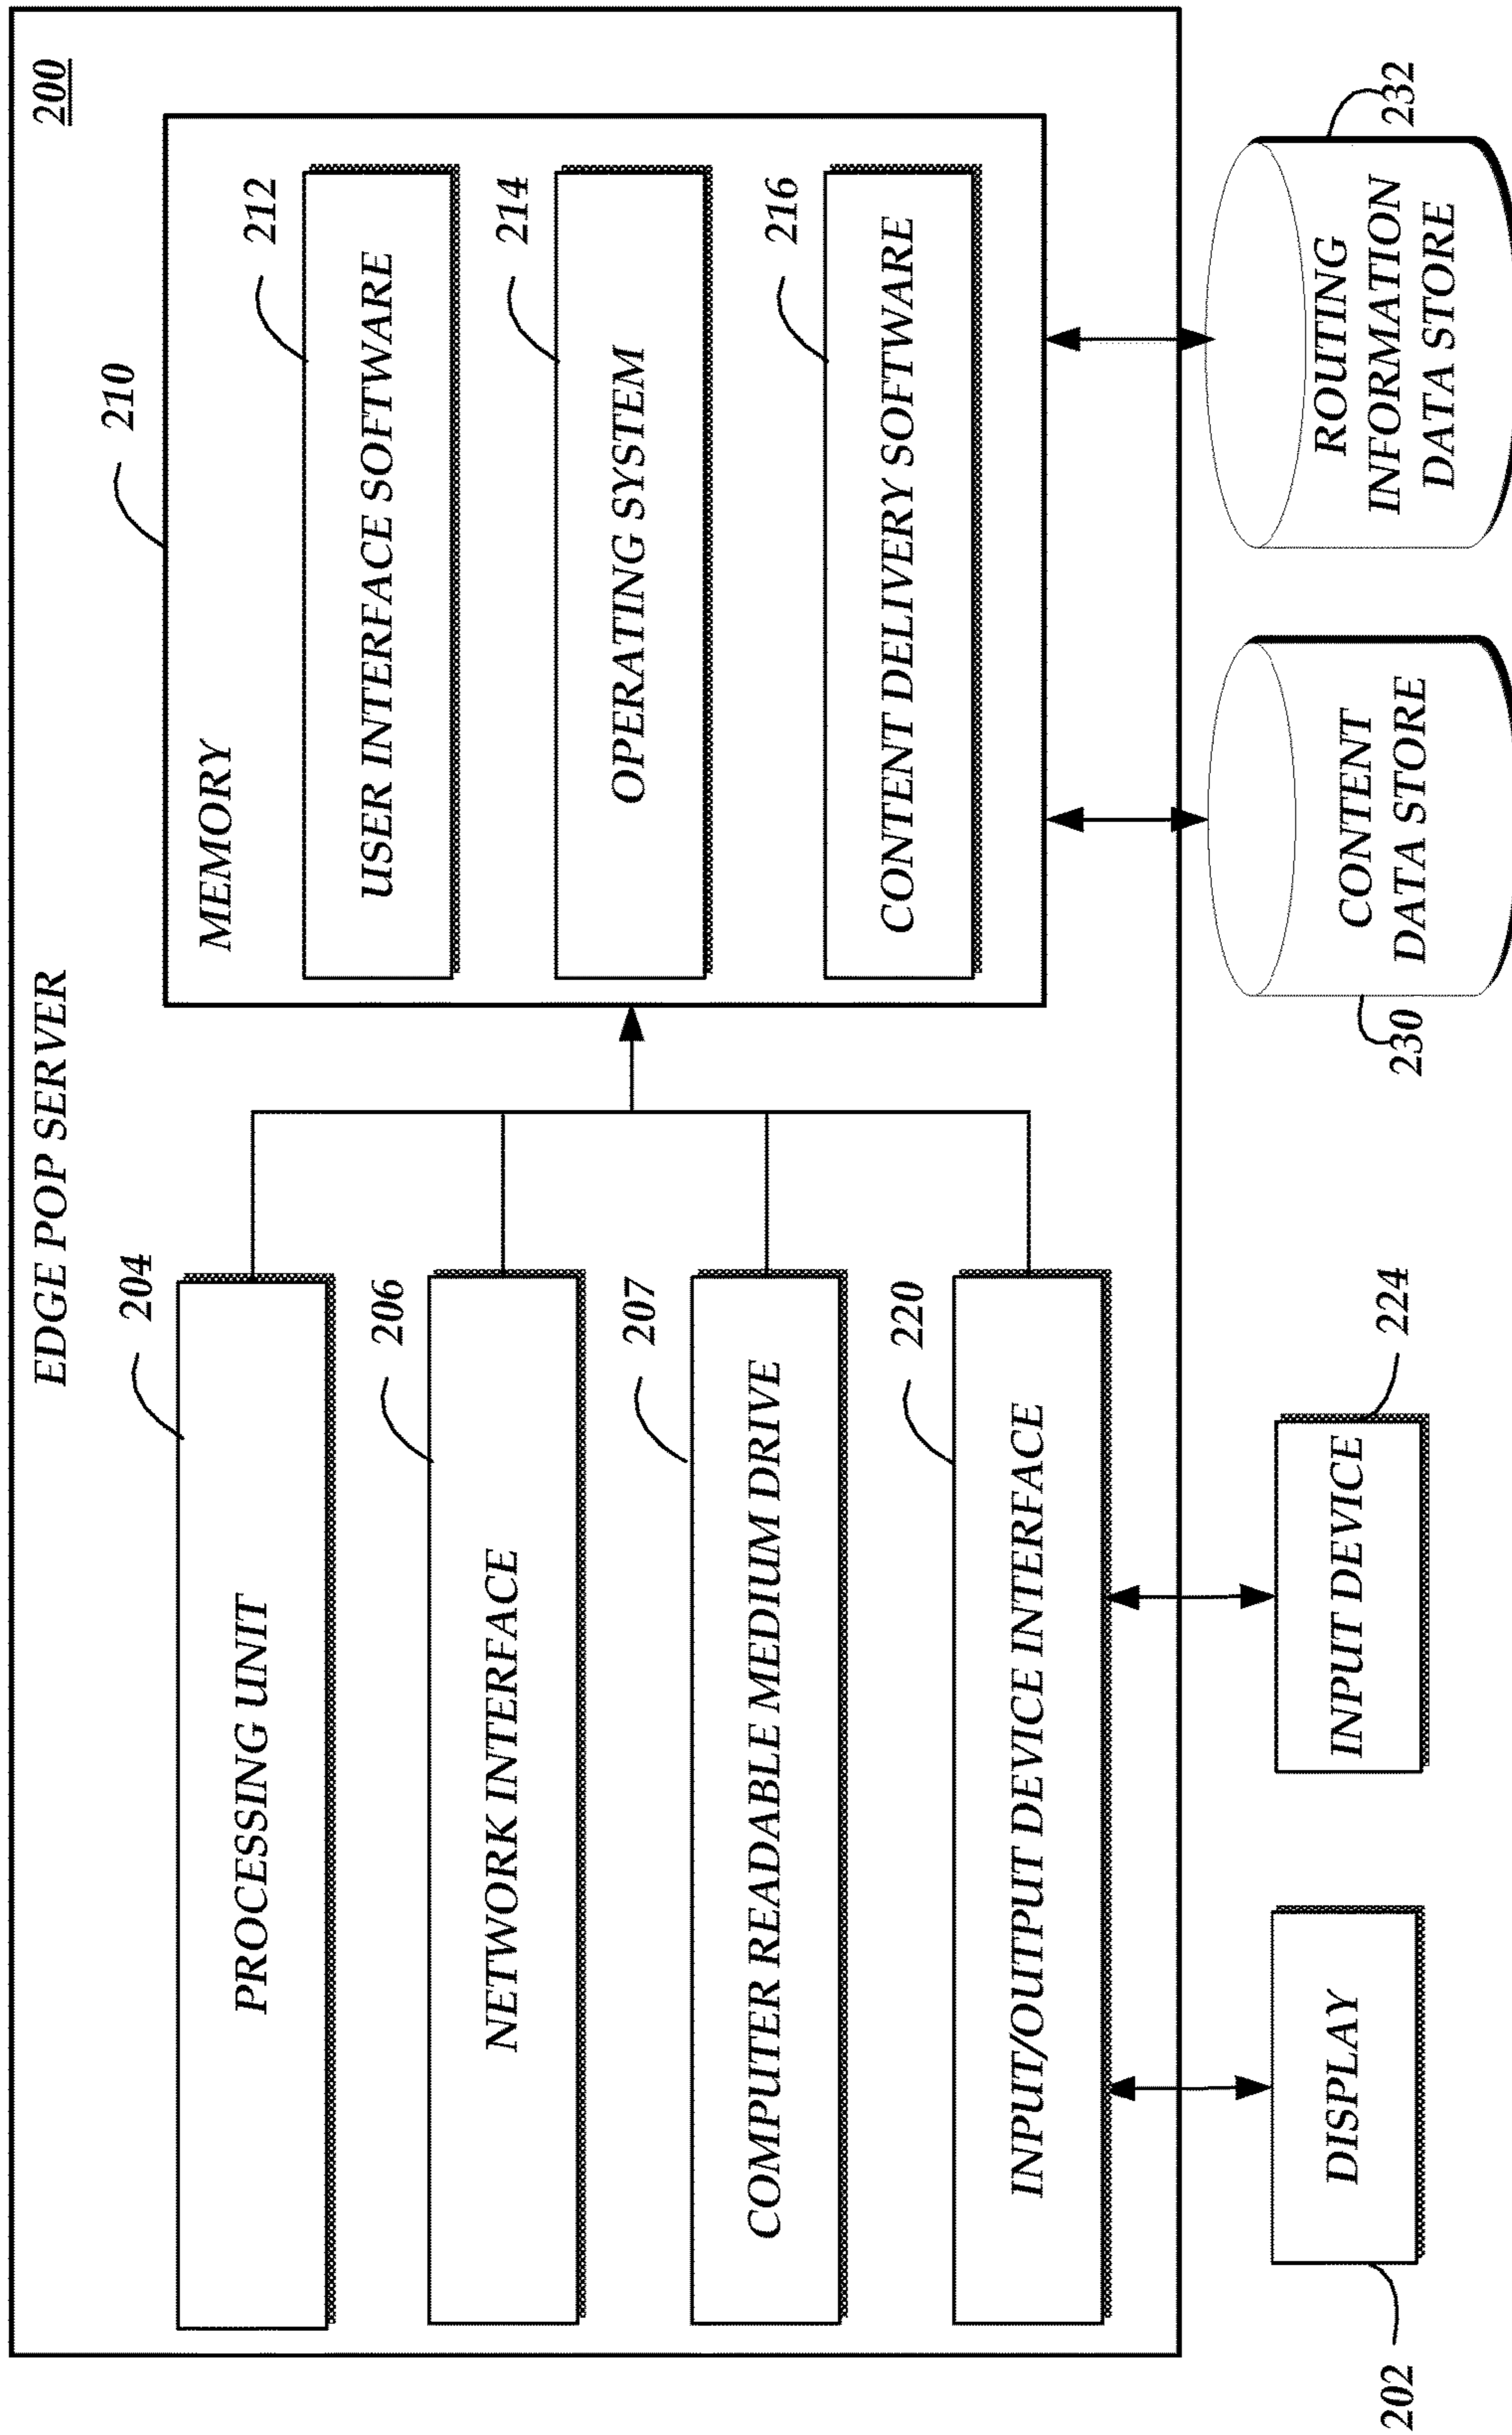 EDGE POP SERVER
200
204
PROCESSING UNIT
206
NETWORK INTERFACE
207
COMPUTER READABLE MEDIUM DRIVE
220
INPUT/OUTPUT DEVICE INTERFACE
210
MEMORY
212
USER INTERFACE SOFTWARE
214
OPERATING SYSTEM
216
CONTENT DELIVERY SOFTWARE
202
DISPLAY
INPUT DEVICE
224
230
CONTENT
DATA STORE
ROUTING
INFORMATION
DATA STORE
232